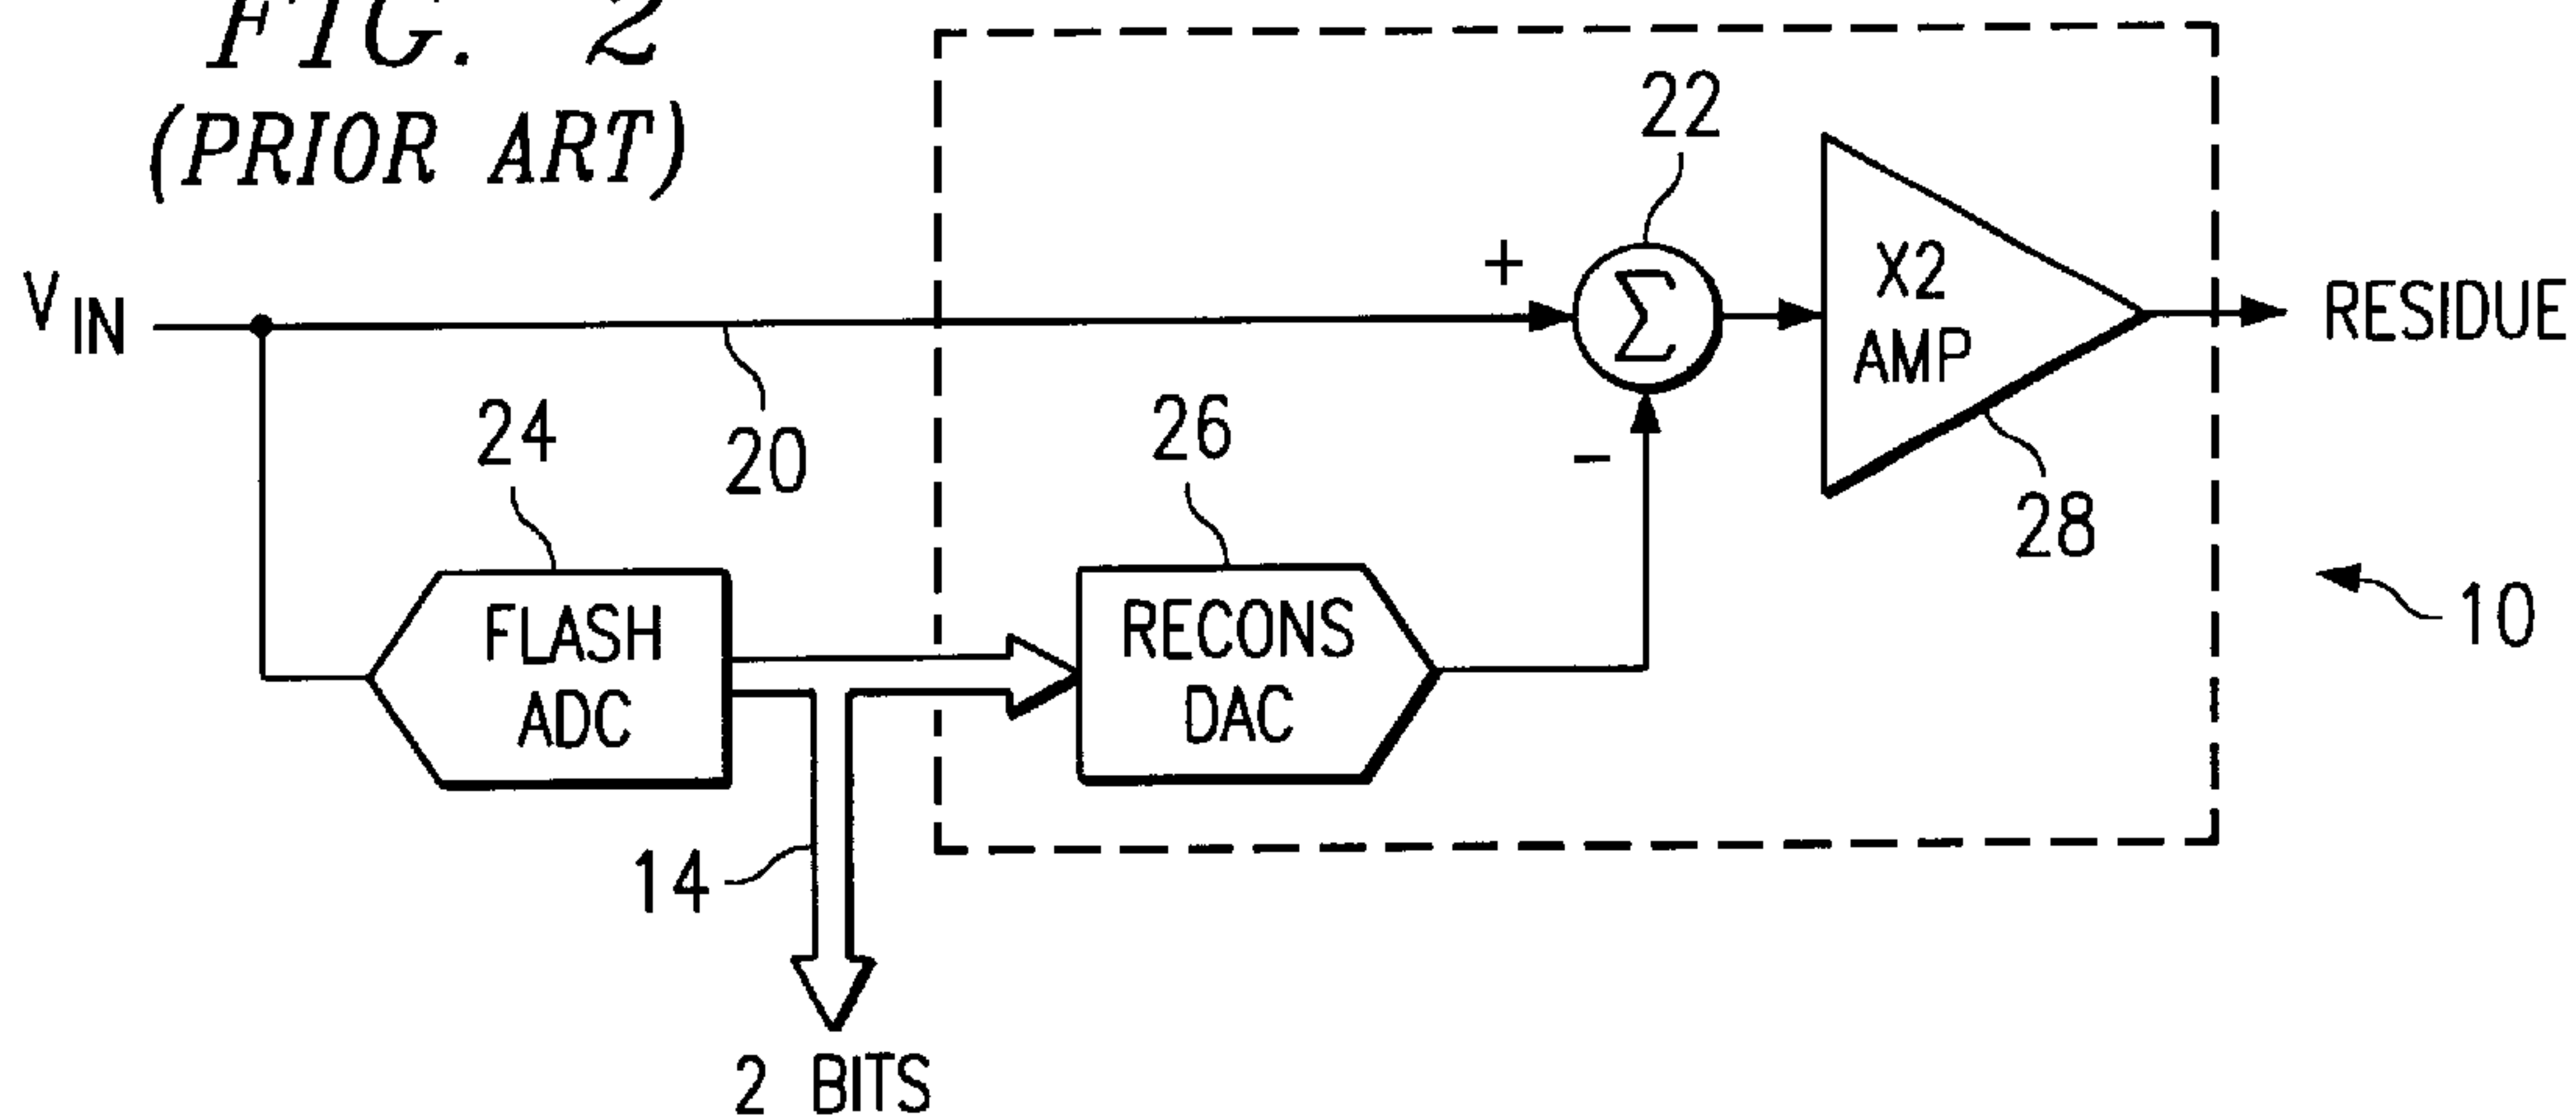 FIG. 2
(PRIOR ART)
22
+
X2
AMP
Σ
VIN
RESIDUE
20
24
26
-
28
FLASH
ADC
RECONS
DAC
10
14
2 BITS